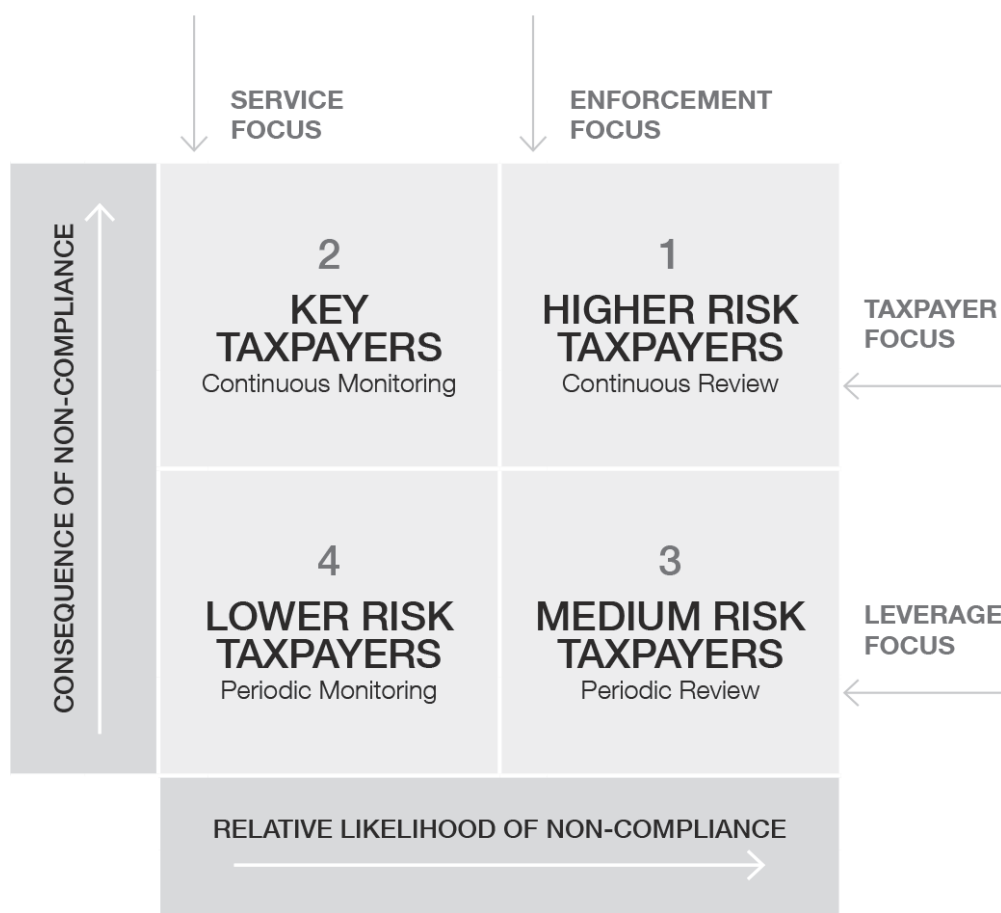 SERVICE
FOCUS
ENFORCEMENT
FOCUS
CONSEQUENCE OF NON-COMPLIANCE
2
KEY
TAXPAYERS
Continuous Monitoring
1
HIGHER RISK
TAXPAYERS
Continuous Review
TAXPAYER
FOCUS
4
LOWER RISK
TAXPAYERS
Periodic Monitoring
3
MEDIUM RISK
TAXPAYERS
Periodic Review
LEVERAGE
FOCUS
RELATIVE LIKELIHOOD OF NON-COMPLIANCE